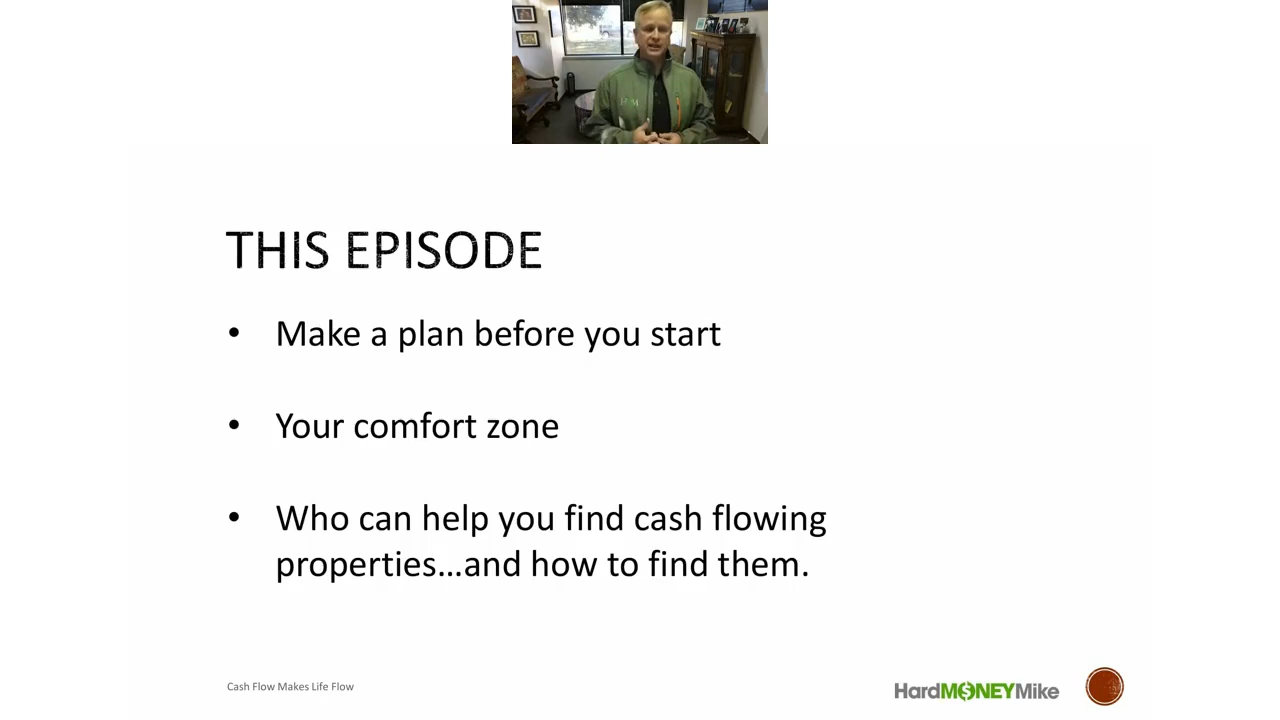 THIS EPISODE
• Make a plan before you start
• Your comfort zone
• Who can help you find cash flowing
properties...and how to find them.
Cash Flow Makes Life Flow
HardMONEYMike